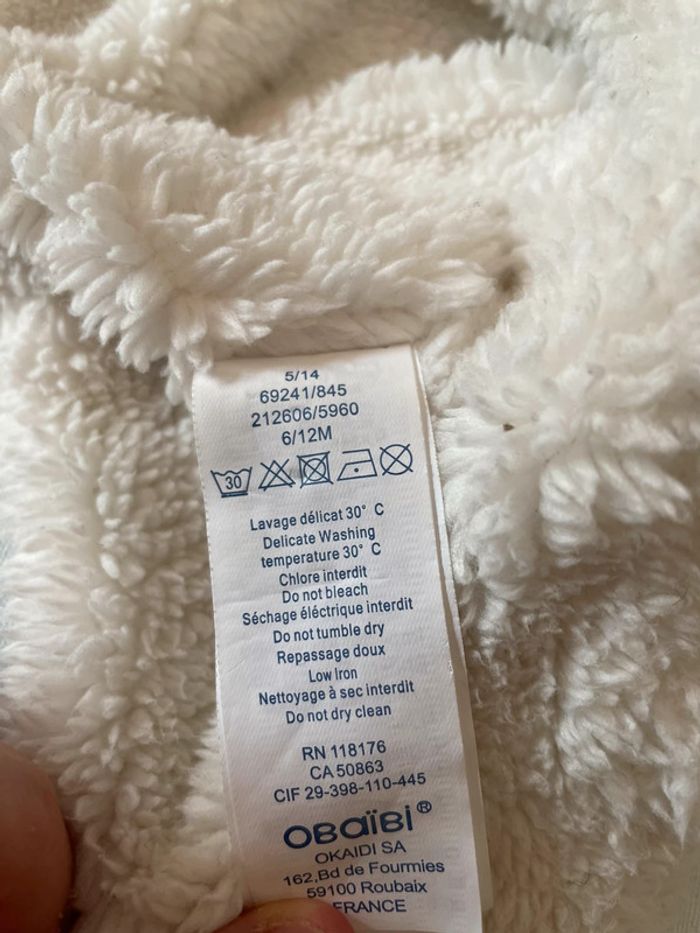 5/14
69241/845
212606/5960
6/12M
30
Lavage délicat 30° C
Delicate Washing
temperature 30° C
Chlore interdit
Do not bleach
Séchage éléctrique interdit
Do not tumble dry
Repassage doux
Low Iron
Nettoyage à sec interdit
Do not dry clean
RN 118176
CA 50863
CIF 29-398-110-445
OBaïBi®
OKAIDI SA
162,Bd de Fourmies
59100 Roubaix
FRANCE